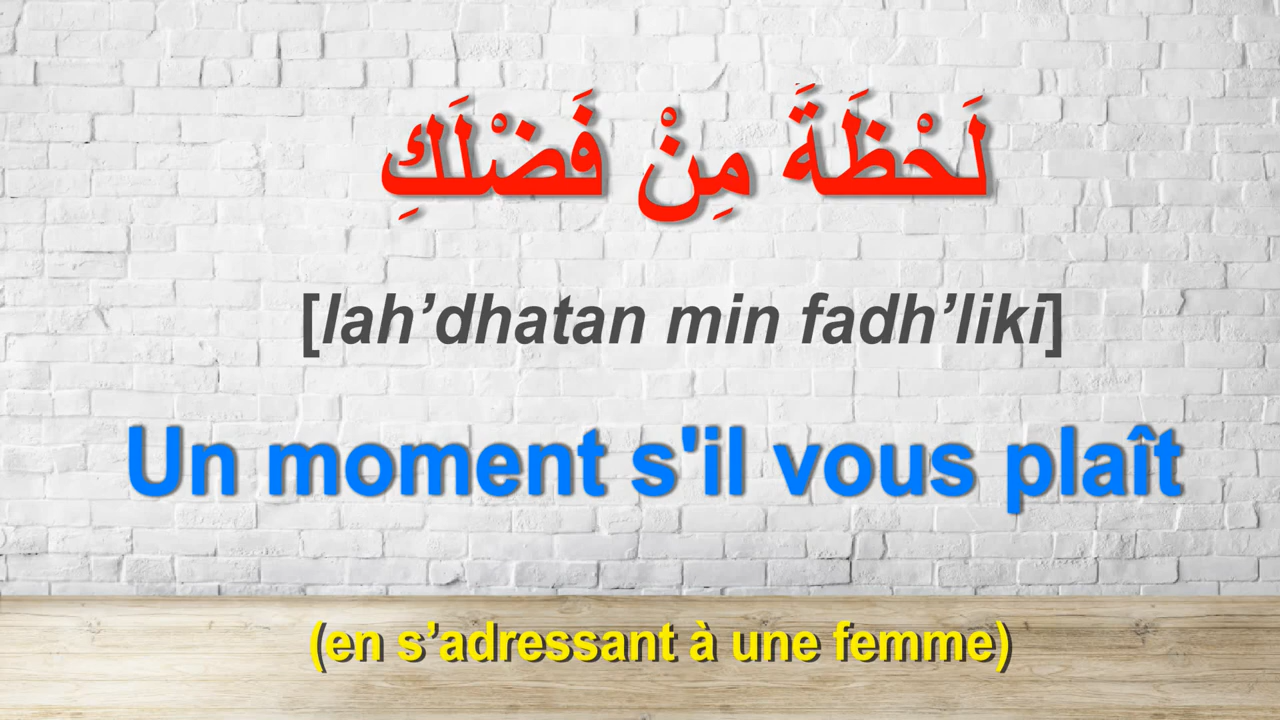 لَحْظَةَ مِنْ فَضْلَكِ
[lah’dhatan min fadh’liki]
Un moment s'il vous plaît
(en s’adressant à une femme)